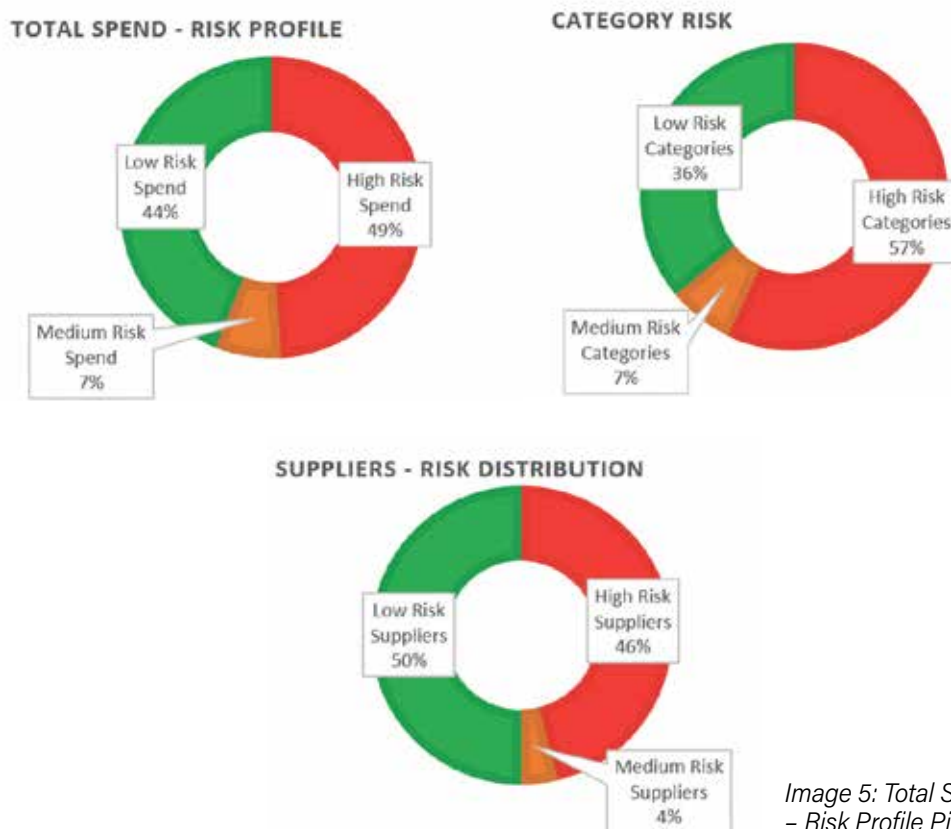 TOTAL SPEND - RISK PROFILE
Low Risk
Spend
44%
High Risk
Spend
49%
Medium Risk
Spend
7%
CATEGORY RISK
Low Risk
Categories
36%
High Risk
Categories
57%
Medium Risk
Categories
7%
SUPPLIERS - RISK DISTRIBUTION
Low Risk
Suppliers
50%
High Risk
Suppliers
46%
Medium Risk
Suppliers
4%
Image 5: Total
– Risk Profile